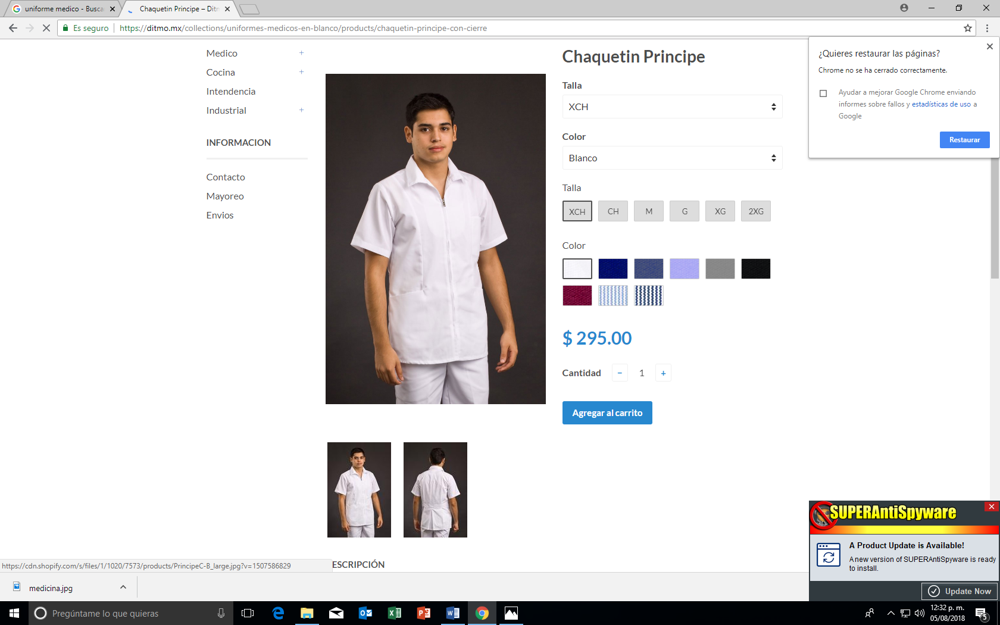 uniforme medico - Busca
Chaquetin Principe – Ditm
Es seguro
https://ditmo.mx/collections/uniformes-medicos-en-blanco/products/chaquetin-principe-con-cierre
Medico +
Cocina +
Intendencia
Industrial +
INFORMACION
Contacto
Mayoreo
Envios
Chaquetin Principe
Talla
XCH
Color
Blanco
Talla
XCH CH M G XG 2XG
Color
$ 295.00
Cantidad - 1 +
Agregar al carrito
¿Quieres restaurar las páginas?
Chrome no se ha cerrado correctamente.
Ayudar a mejorar Google Chrome enviando
informes sobre fallos y estadísticas de uso a
Google
Restaurar
SUPERAntiSpyware
A Product Update is Available!
A new version of SUPERAntiSpyware is ready
to install.
Update Now
https://cdn.shopify.com/s/files/1/1020/7573/products/PrincipeC-B_large.jpg?v=1507586829
ESCRIPCIÓN
medicina.jpg
Pregúntame lo que quieras
12:32 p. m.
05/08/2018
5